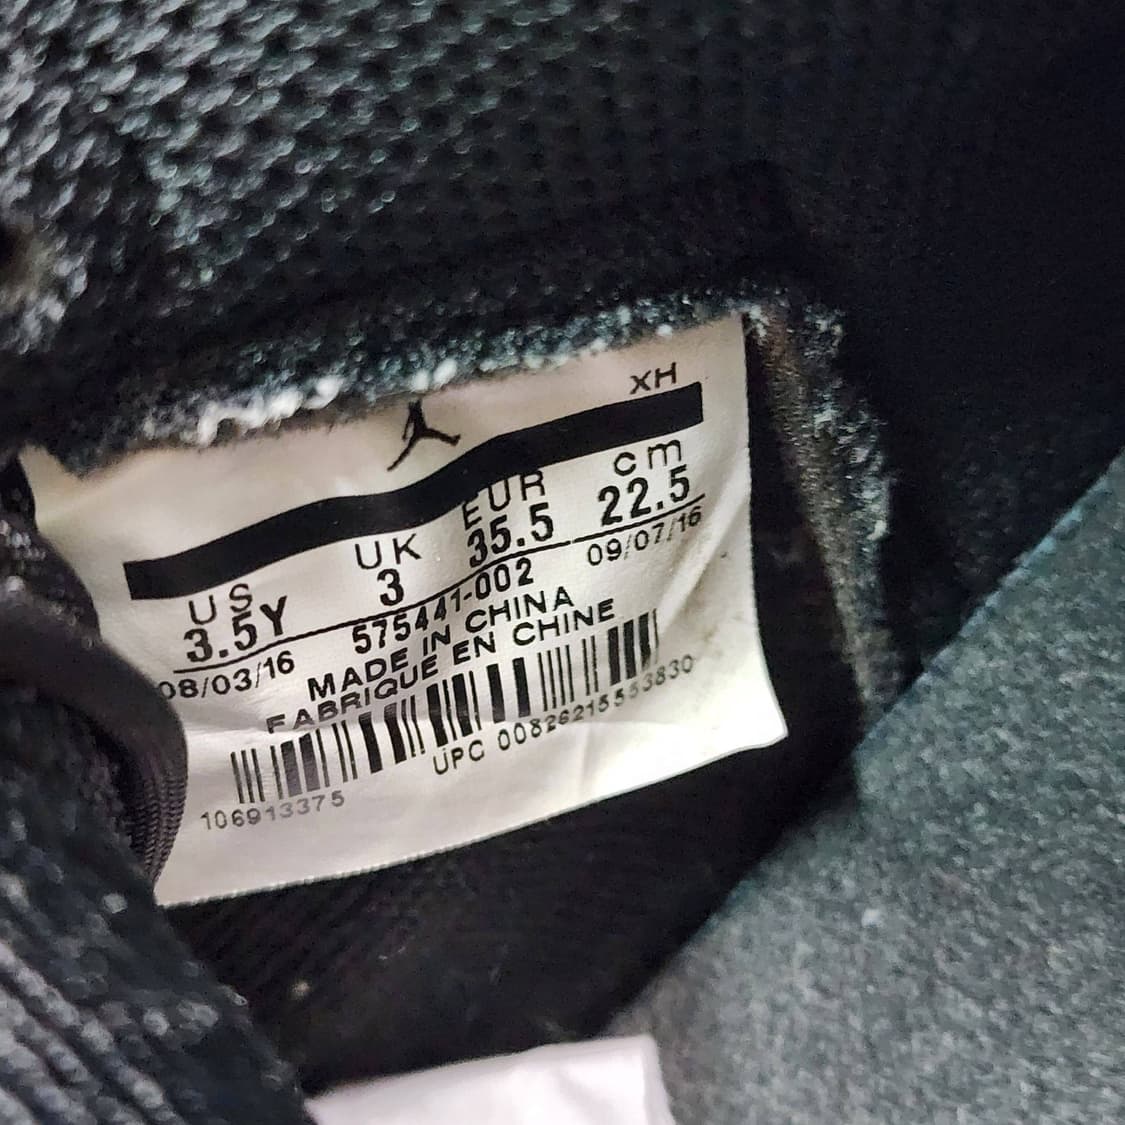 XH
US UK EUR cm
3.5Y 3 35.5 22.5
08/03/16 575441-002 09/07/16
MADE IN CHINA
FABRIQUE EN CHINE
UPC 00826215553830
106913375